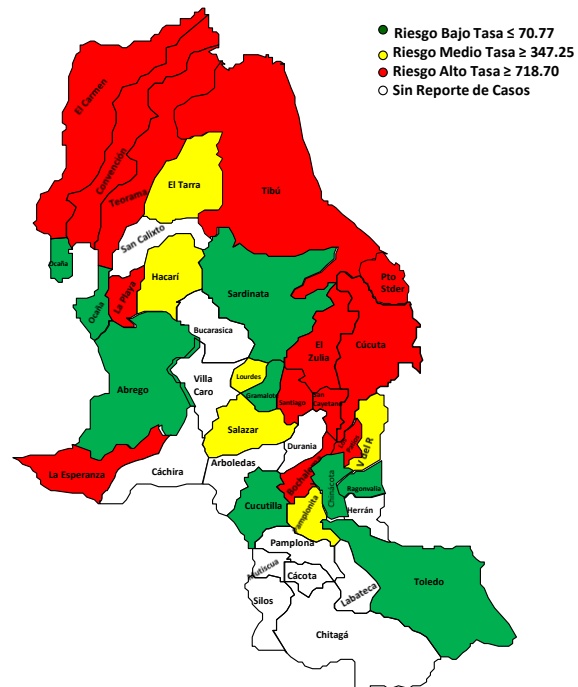 Riesgo Bajo Tasa ≤ 70.77
Riesgo Medio Tasa ≥ 347.25
Riesgo Alto Tasa ≥ 718.70
Sin Reporte de Casos
El Carmen
Convención
Teorama
El Tarra
Tibú
San Calixto
Ocaña
Hacarí
Pto
Stder
La Playa
Ocaña
Sardinata
Bucarasica
El
Zulia
Cúcuta
Villa
Caro
Lourdes
Gramalote
Santiago
San
Cayetano
Abrego
Salazar
Durania
Los
Patios
V del R
La Esperanza
Cáchira
Arboledas
Bochalema
Chinácota
Ragonvalia
Cucutilla
Pamplonita
Herrán
Pamplona
Mutiscua
Cácota
Labateca
Toledo
Silos
Chitagá